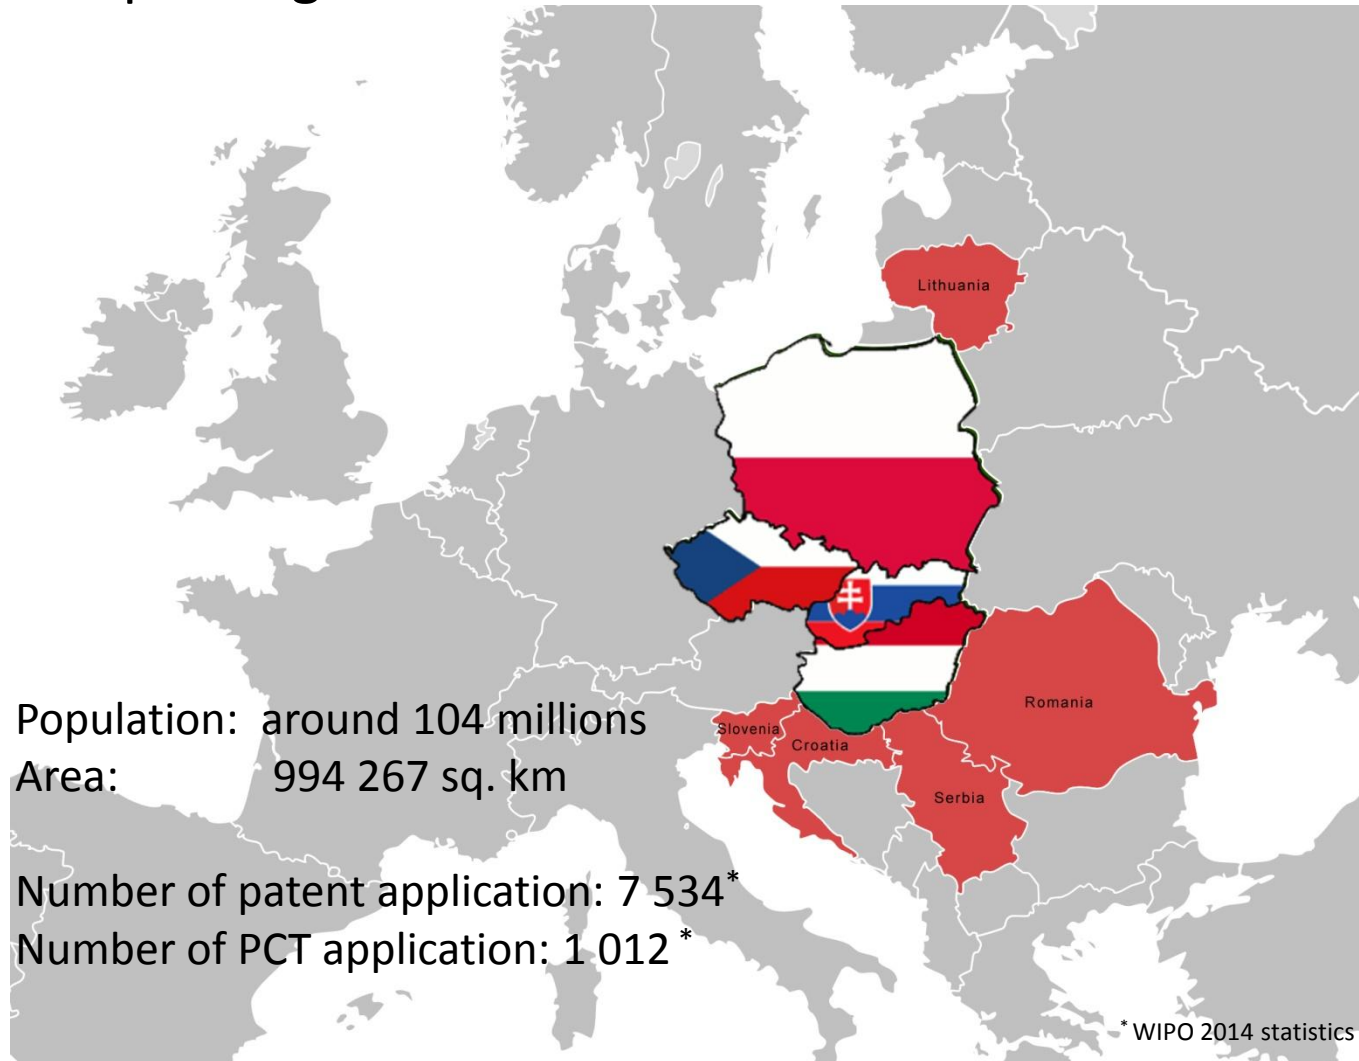 Lithuania
Romania
Slovenia
Croatia
Serbia
Population: around 104 millions
Area: 994 267 sq. km
Number of patent application: 7 534*
Number of PCT application: 1 012 *
* WIPO 2014 statistics